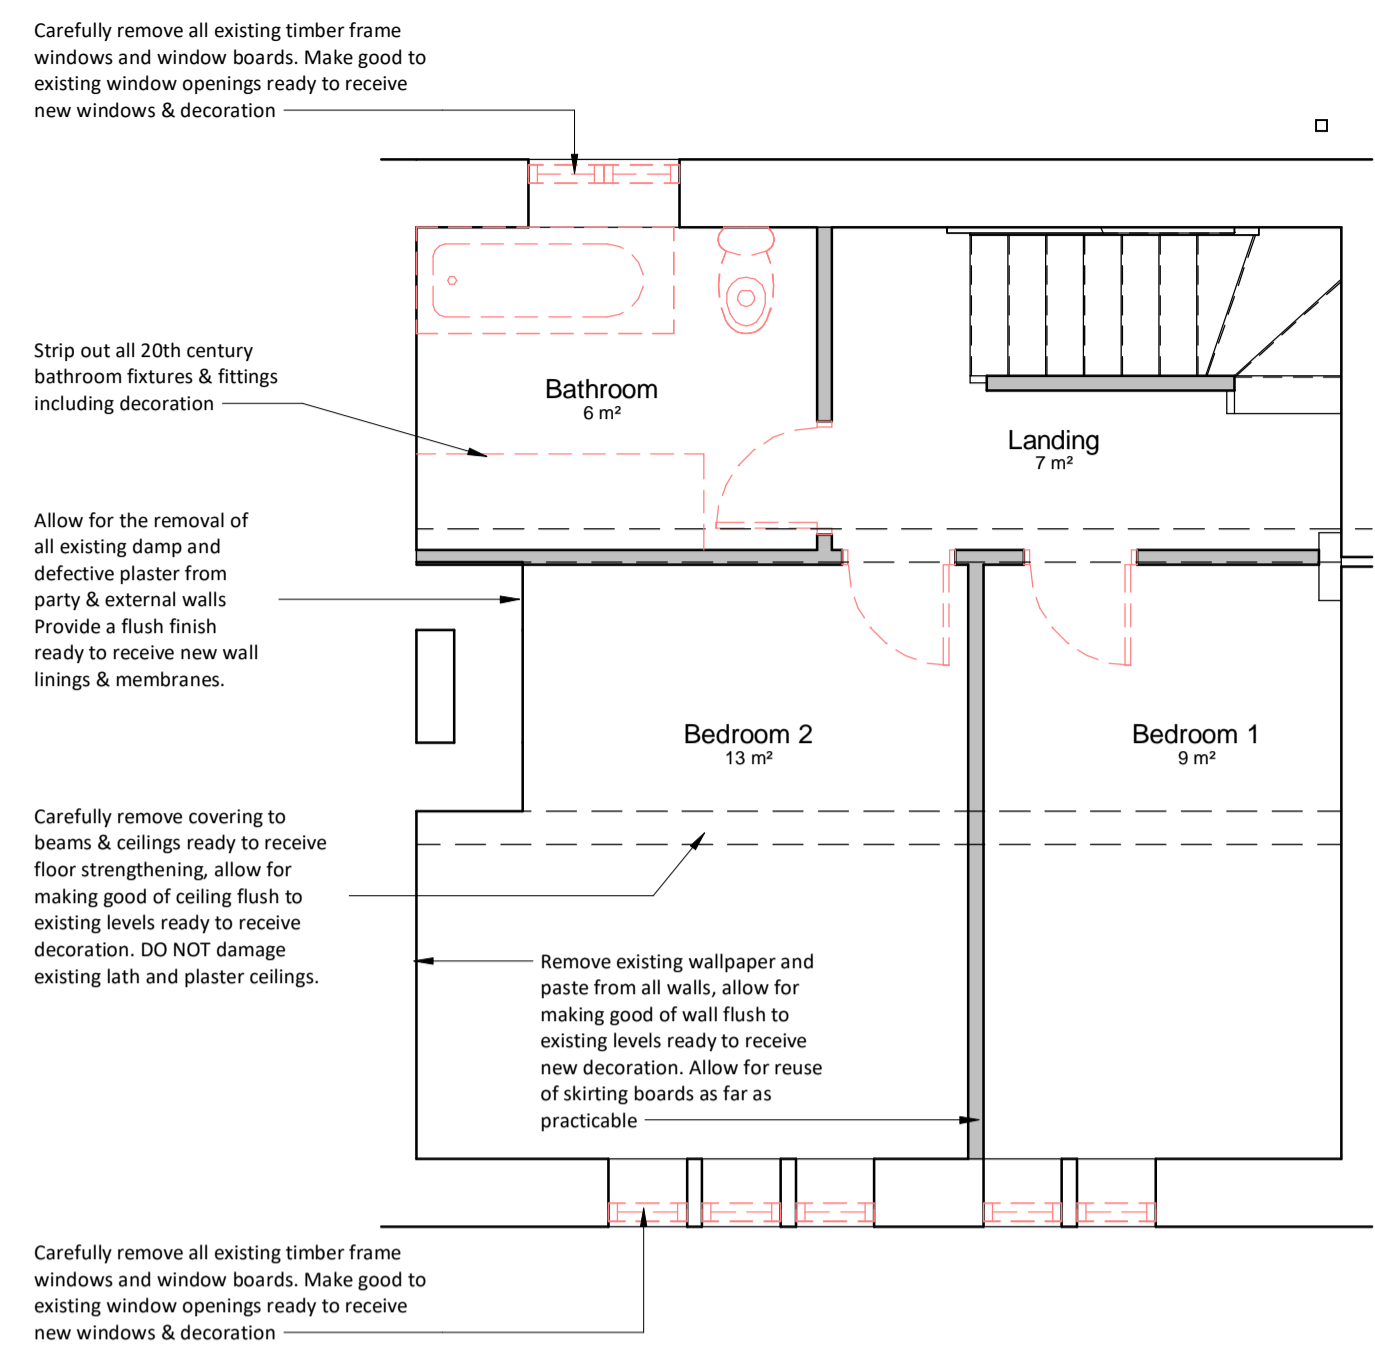 Carefully remove all existing timber frame
windows and window boards. Make good to
existing window openings ready to receive
new windows & decoration
Strip out all 20th century
bathroom fixtures & fittings
including decoration
Bathroom
6 m²
Landing
7 m²
Allow for the removal of
all existing damp and
defective plaster from
party & external walls
Provide a flush finish
ready to receive new wall
linings & membranes.
Bedroom 2
13 m²
Bedroom 1
9 m²
Carefully remove covering to
beams & ceilings ready to receive
floor strengthening, allow for
making good of ceiling flush to
existing levels ready to receive
decoration. DO NOT damage
existing lath and plaster ceilings.
Remove existing wallpaper and
paste from all walls, allow for
making good of wall flush to
existing levels ready to receive
new decoration. Allow for reuse
of skirting boards as far as
practicable
Carefully remove all existing timber frame
windows and window boards. Make good to
existing window openings ready to receive
new windows & decoration